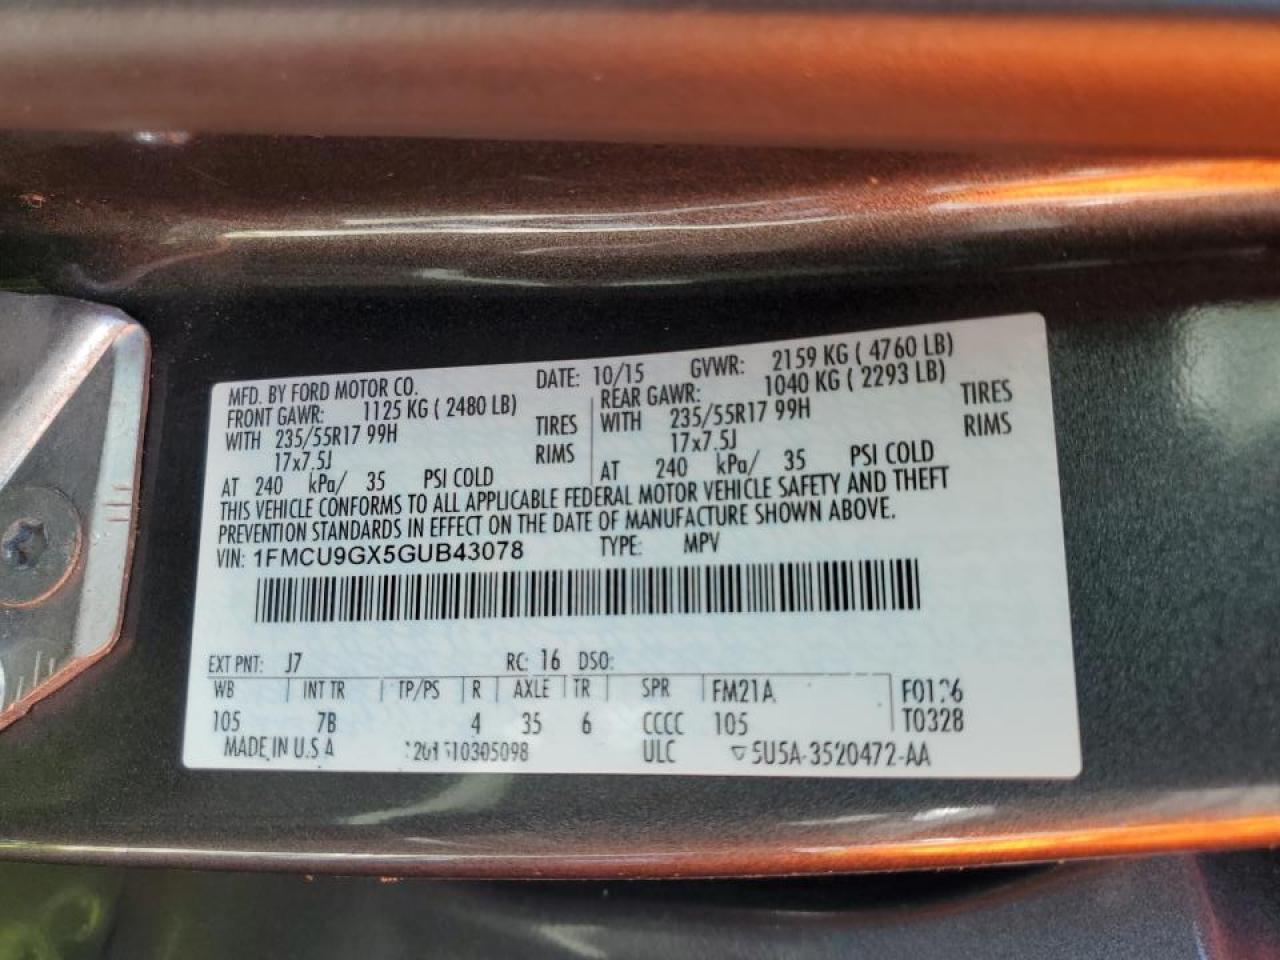 MFD. BY FORD MOTOR CO. DATE: 10/15 GVWR: 2159 KG ( 4760 LB)
FRONT GAWR: 1125 KG ( 2480 LB) REAR GAWR: 1040 KG ( 2293 LB)
WITH 235/55R17 99H TIRES WITH 235/55R17 99H TIRES
17x7.5J RIMS 17x7.5J RIMS
AT 240 kPa/ 35 PSI COLD AT 240 kPa/ 35 PSI COLD
THIS VEHICLE CONFORMS TO ALL APPLICABLE FEDERAL MOTOR VEHICLE SAFETY AND THEFT
PREVENTION STANDARDS IN EFFECT ON THE DATE OF MANUFACTURE SHOWN ABOVE.
VIN: 1FMCU9GX5GUB43078 TYPE: MPV
EXT PNT: J7 RC: 16 DSO:
WB INT TR TP/PS R AXLE TR SPR FM21A
105 7B 4 35 6 CCCC 105 T0328
MADE IN U.S.A ULC 5U5A-3520472-AA